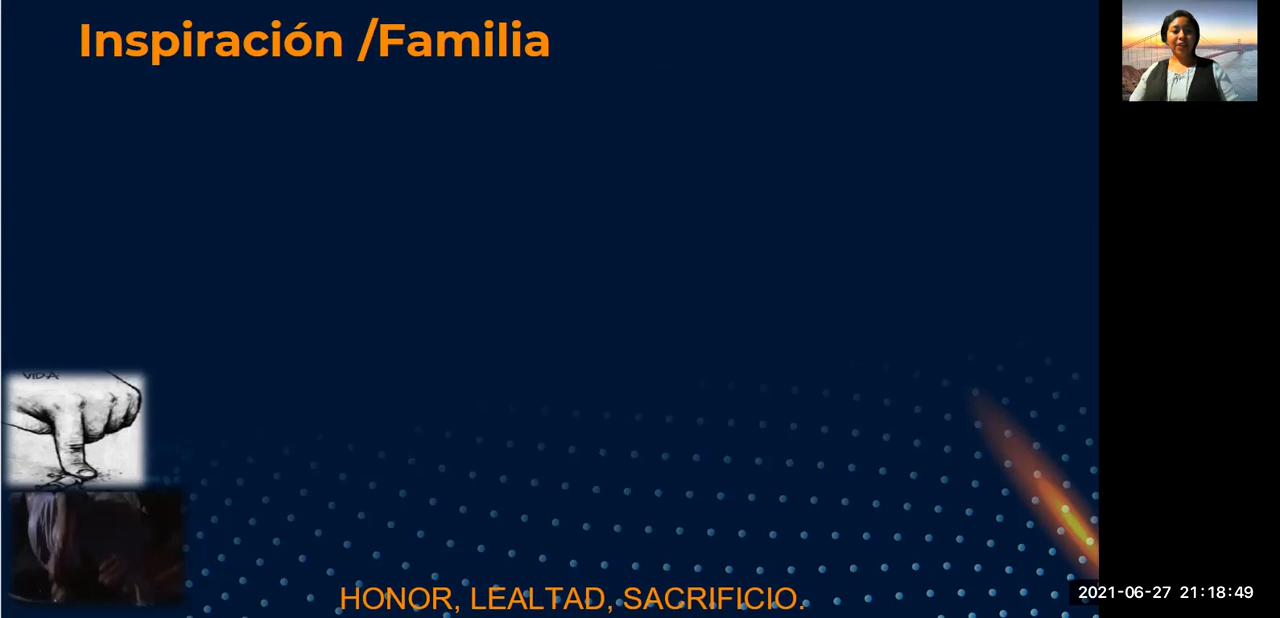 Inspiración /Familia
VIDA
HONOR, LEALTAD, SACRIFICIO.
2021-06-27 21:18:49